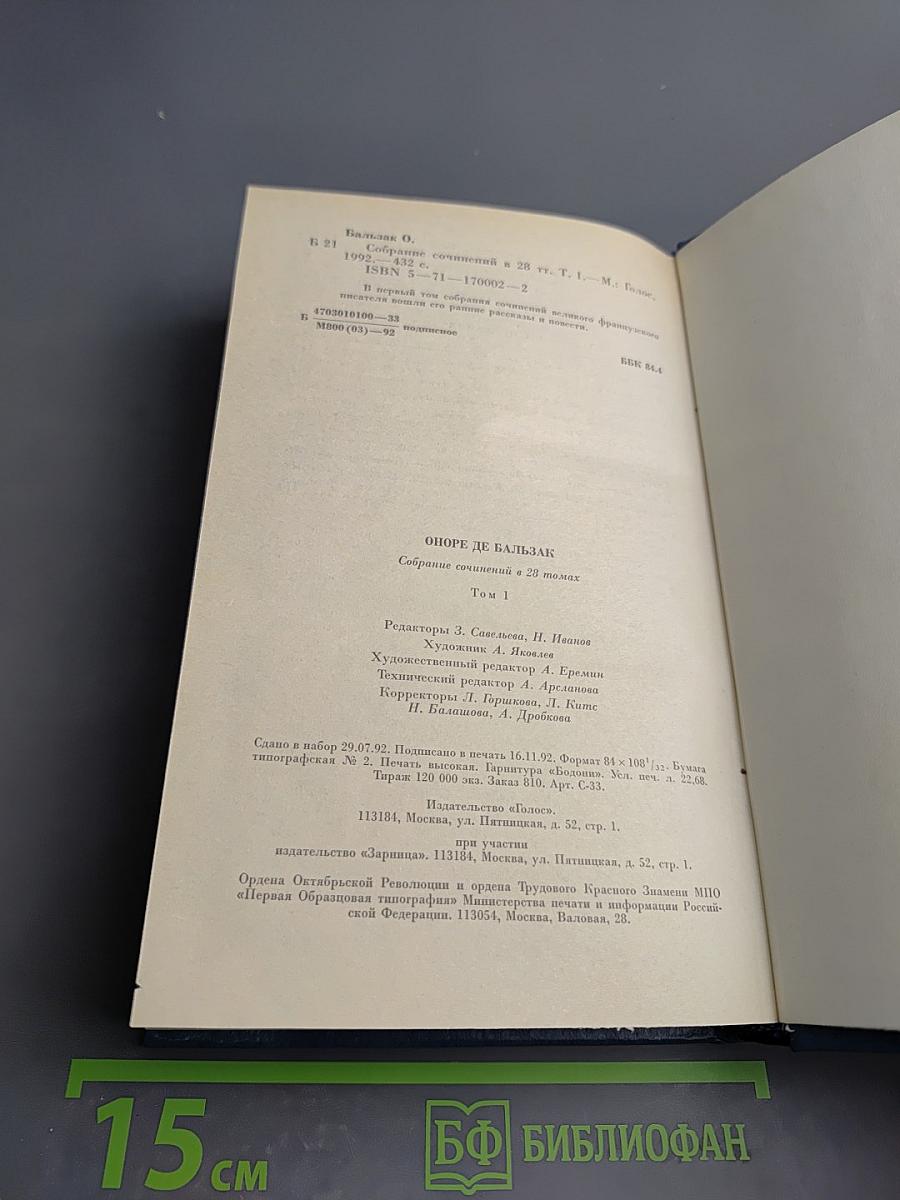 Бальзак О.
Б 21 Собрание сочинений в 28 тт. Т. 1.— М.: Голос,
1992.— 432 с.
ISBN 5—71—170002—2
В первый том собрания сочинений великого французского
писателя вошли его ранние рассказы и повести.
Б 4703010100—33
М800(03)—92 подписное
ББК 84.4
ОНОРЕ ДЕ БАЛЬЗАК
Собрание сочинений в 28 томах
Том 1
Редакторы З. Савельева, Н. Иванов
Художник А. Яковлев
Художественный редактор А. Еремин
Технический редактор А. Арсланова
Корректоры Л. Горшкова, Л. Китс
Н. Балашова, А. Дробкова
Сдано в набор 29.07.92. Подписано в печать 16.11.92. Формат 84×108¹/₃₂. Бумага
типографская № 2. Печать высокая. Гарнитура «Бодони». Усл. печ. л. 22,68.
Тираж 120 000 экз. Заказ 810. Арт. С-33.
Издательство «Голос».
113184, Москва, ул. Пятницкая, д. 52, стр. 1.
при участии
издательство «Зарница». 113184, Москва, ул. Пятницкая, д. 52, стр. 1.
Ордена Октябрьской Революции и ордена Трудового Красного Знамени МПО
«Первая Образцовая типография» Министерства печати и информации Россий-
ской Федерации. 113054, Москва, Валовая, 28.
15 см
БФ БИБЛИОФАН